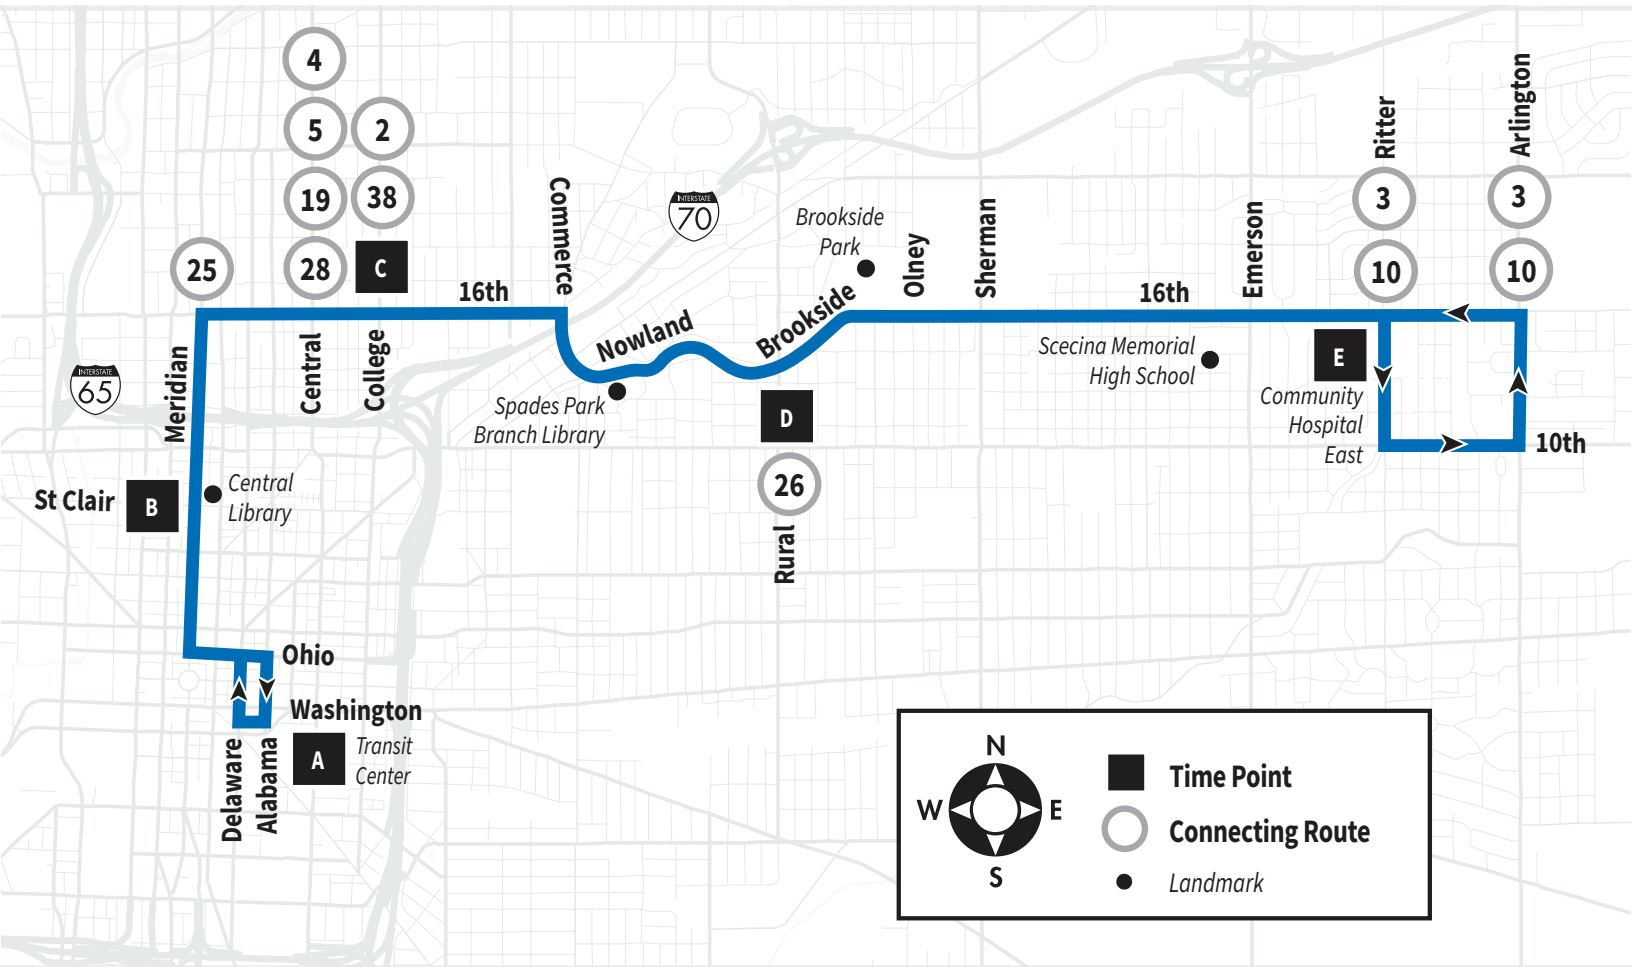 4
5
2
19
38
25
28
C
Commerce
INTERSTATE
70
Brookside
Park
Olney
Sherman
Emerson
Ritter
3
10
Arlington
3
10
16th
16th
Nowland
Brookside
INTERSTATE
65
Meridian
Central
College
Spades Park
Branch Library
D
26
Rural
Scecina Memorial
High School
E
Community
Hospital
East
10th
St Clair
B
Central
Library
Ohio
Washington
Delaware
Alabama
A
Transit
Center
N
W
E
S
Time Point
Connecting Route
Landmark